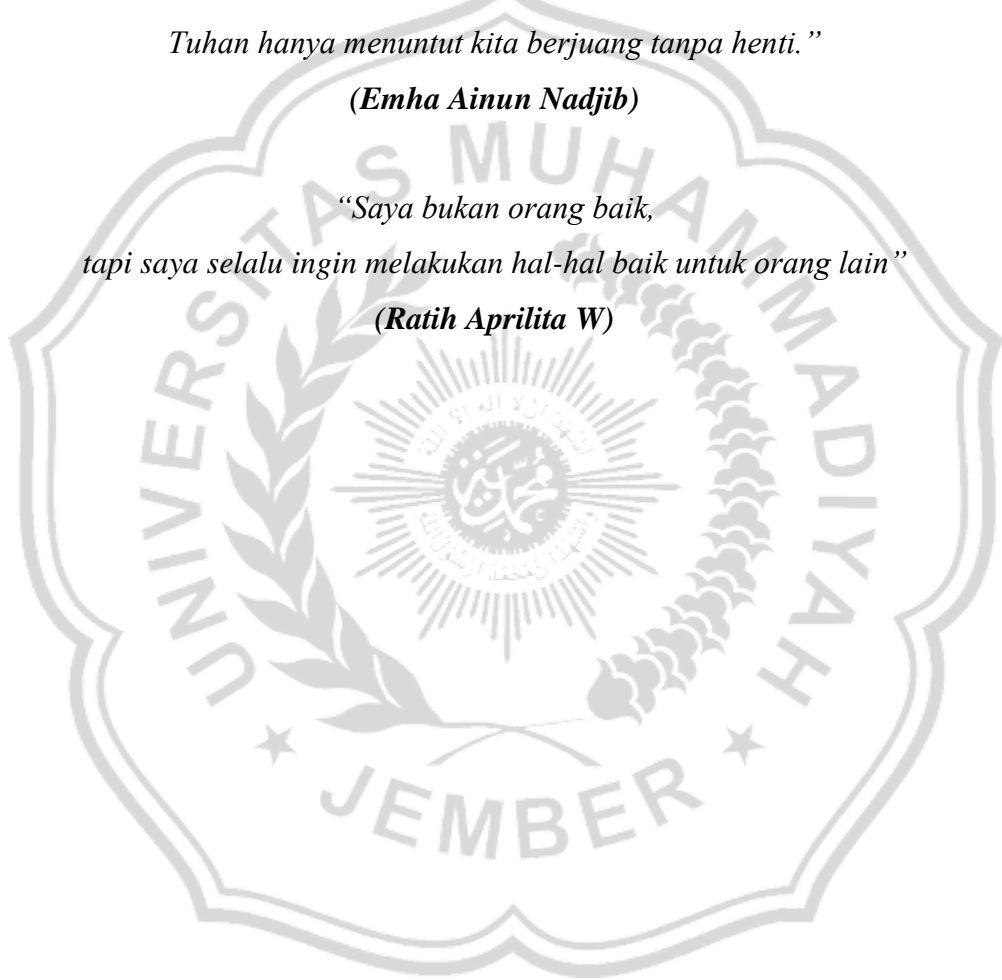 Tuhan hanya menuntut kita berjuang tanpa henti.”
(Emha Ainun Nadjib)
“Saya bukan orang baik,
tapi saya selalu ingin melakukan hal-hal baik untuk orang lain”
(Ratih Aprilita W)
UNIVERSITAS MUHAMMADIYAH
JEMBER